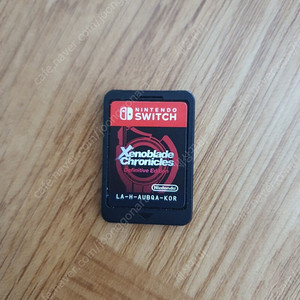 NINTENDO
SWITCH
Xenoblade
Chronicles
Definitive Edition
Nintendo
LA-H-AUBQA-KOR